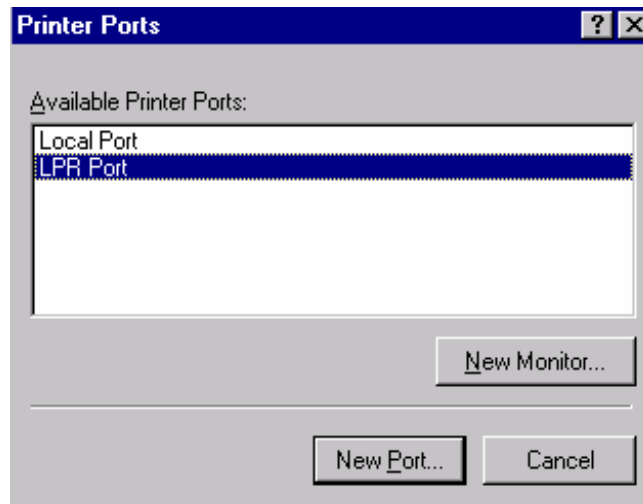 Printer Ports
Available Printer Ports:
Local Port
LPR Port
New Monitor...
New Port... Cancel